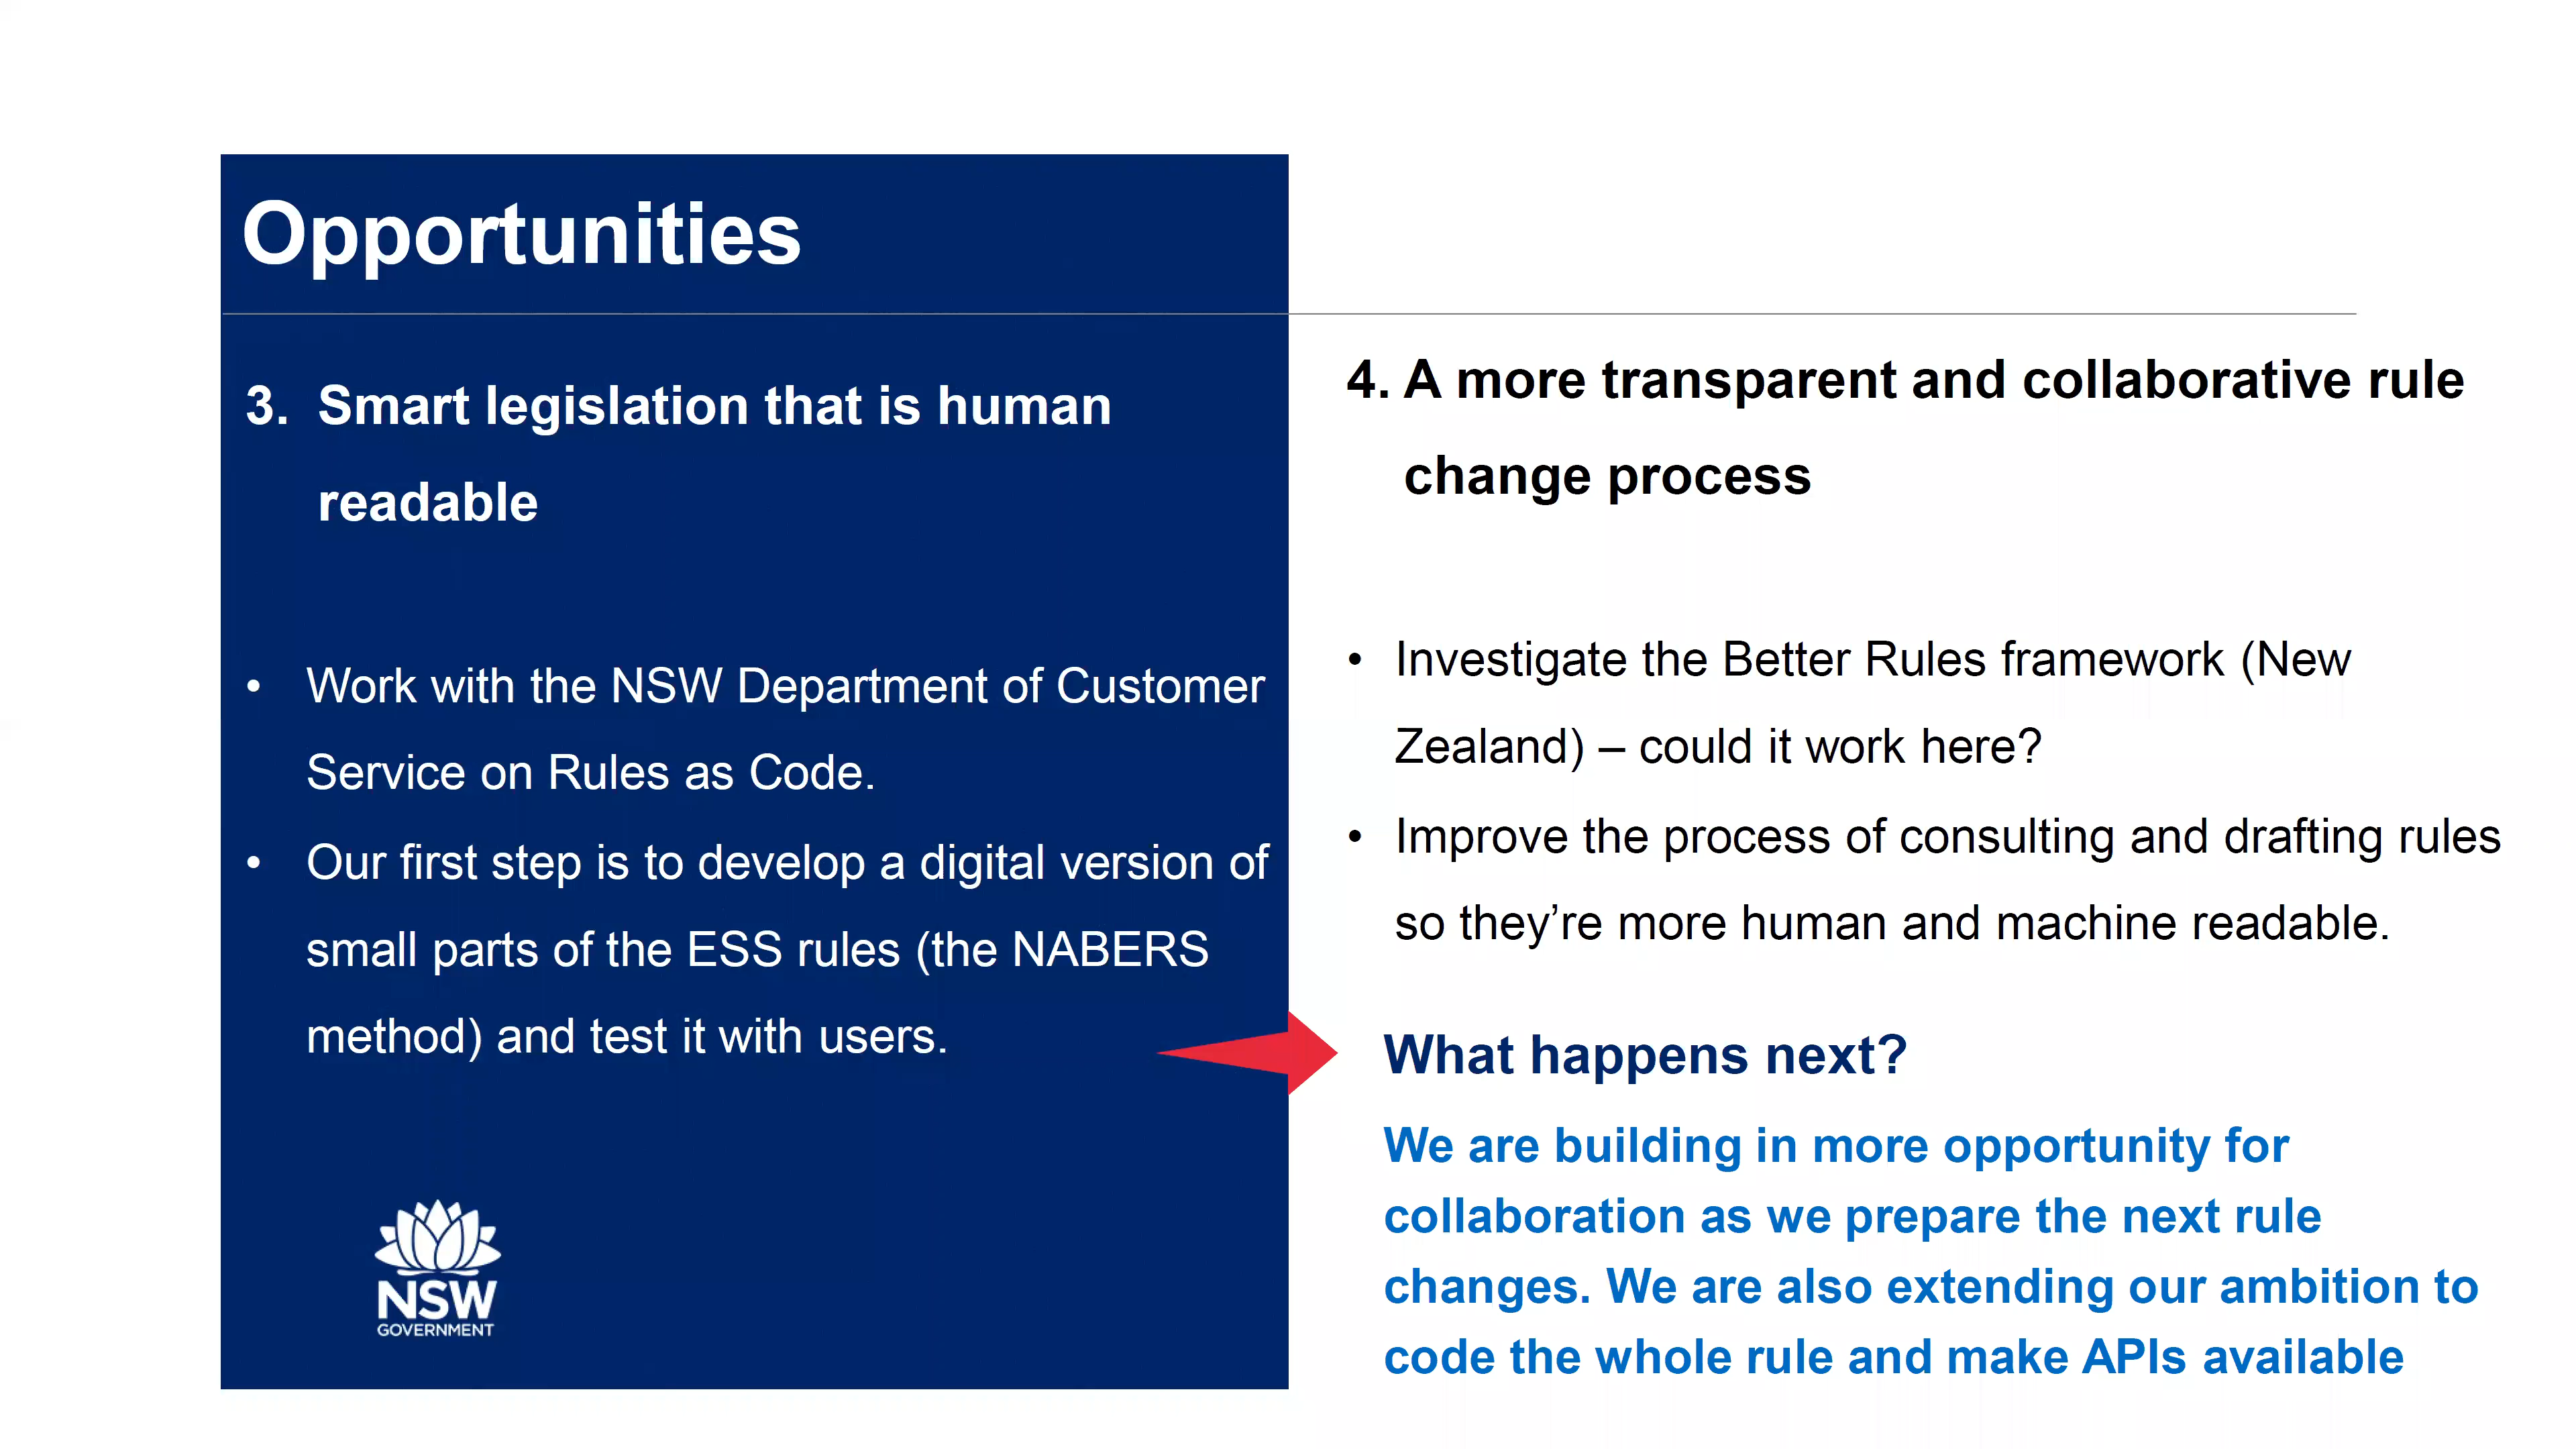 Opportunities
3. Smart legislation that is human
readable
• Work with the NSW Department of Customer
Service on Rules as Code.
• Our first step is to develop a digital version of
small parts of the ESS rules (the NABERS
method) and test it with users.
NSW
GOVERNMENT
4. A more transparent and collaborative rule
change process
• Investigate the Better Rules framework (New
Zealand) – could it work here?
• Improve the process of consulting and drafting rules
so they’re more human and machine readable.
What happens next?
We are building in more opportunity for
collaboration as we prepare the next rule
changes. We are also extending our ambition to
code the whole rule and make APIs available